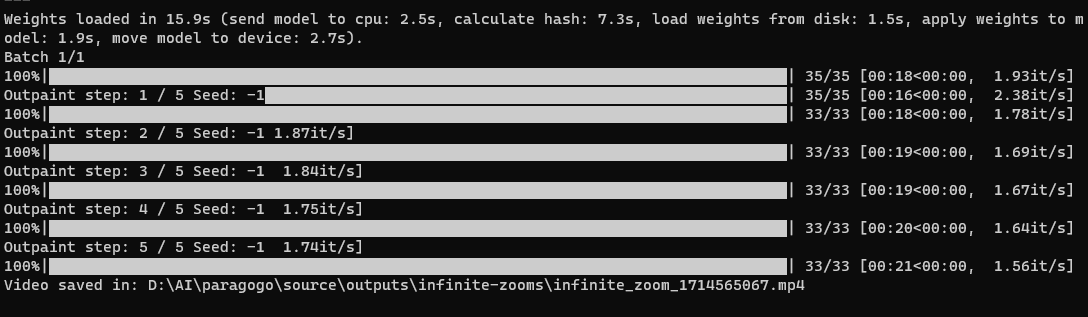 Weights loaded in 15.9s (send model to cpu: 2.5s, calculate hash: 7.3s, load weights from disk: 1.5s, apply weights to m
odel: 1.9s, move model to device: 2.7s).
Batch 1/1
100%| | 35/35 [00:18<00:00,  1.93it/s]
Outpaint step: 1 / 5 Seed: -1 | 35/35 [00:16<00:00,  2.38it/s]
100%| | 33/33 [00:18<00:00,  1.78it/s]
Outpaint step: 2 / 5 Seed: -1 1.87it/s]
100%| | 33/33 [00:19<00:00,  1.69it/s]
Outpaint step: 3 / 5 Seed: -1  1.84it/s]
100%| | 33/33 [00:19<00:00,  1.67it/s]
Outpaint step: 4 / 5 Seed: -1  1.75it/s]
100%| | 33/33 [00:20<00:00,  1.64it/s]
Outpaint step: 5 / 5 Seed: -1  1.74it/s]
100%| | 33/33 [00:21<00:00,  1.56it/s]
Video saved in: D:\AI\paragogo\source\outputs\infinite-zooms\infinite_zoom_1714565067.mp4